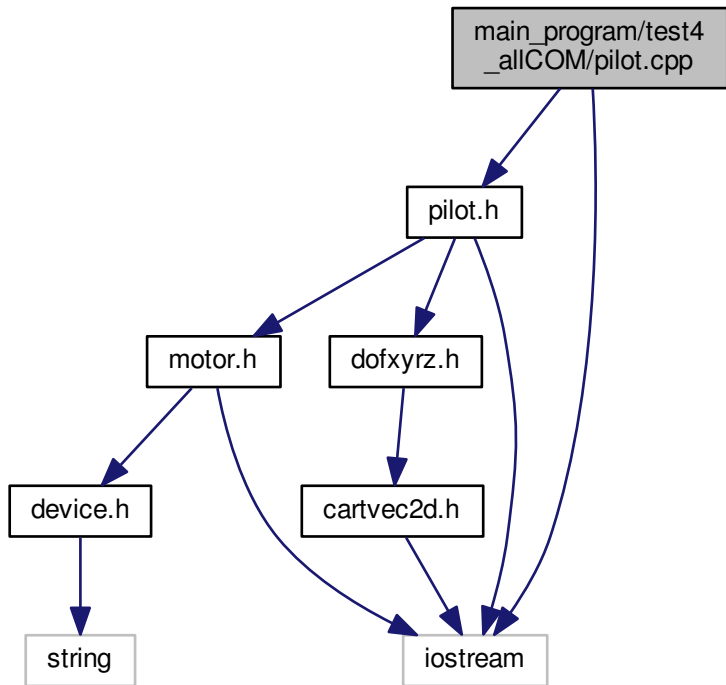 main_program/test4
_allCOM/pilot.cpp
pilot.h
motor.h
dofxyrz.h
device.h
cartvec2d.h
string
iostream